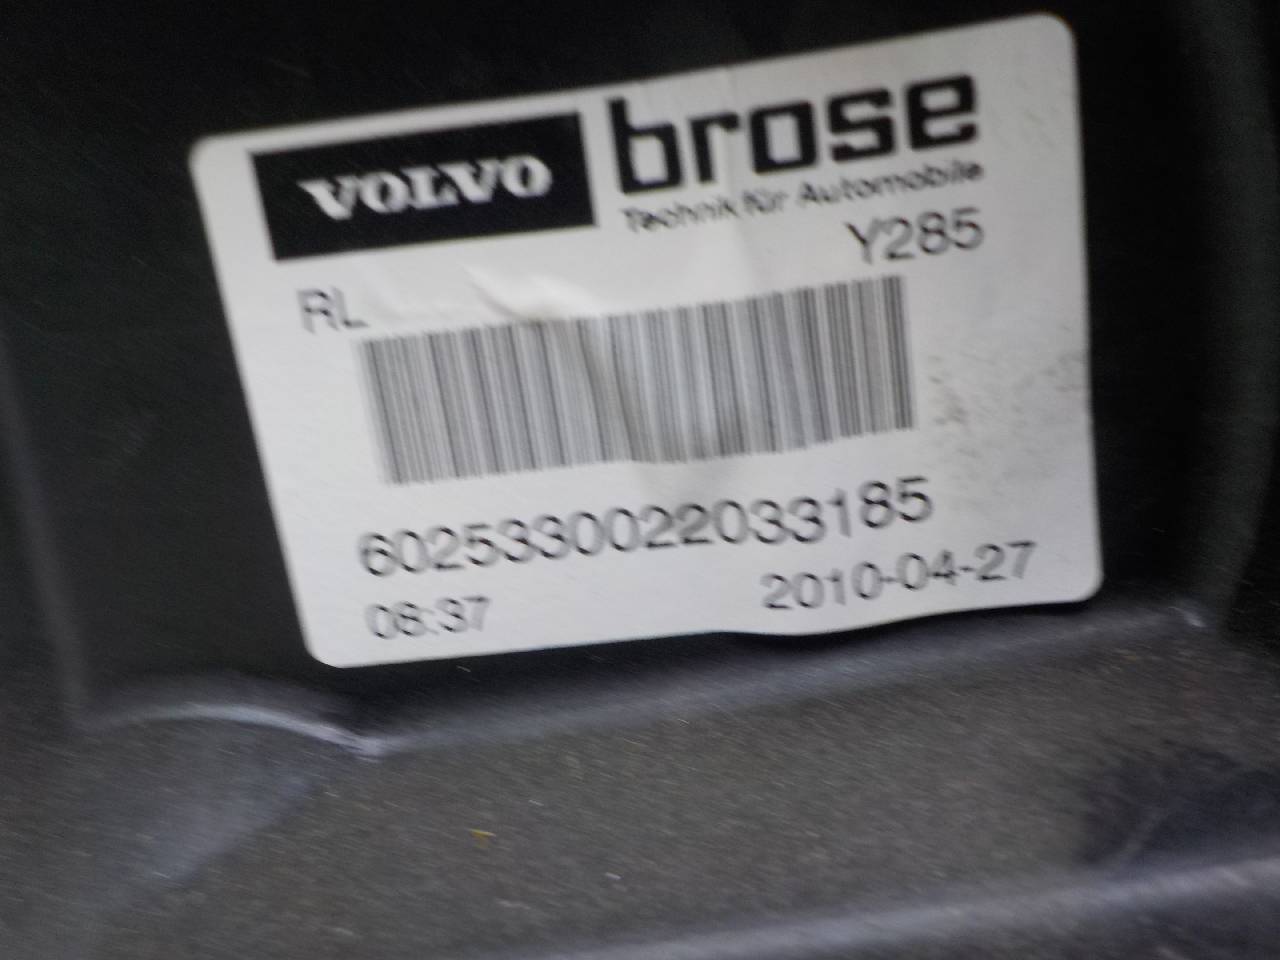 VOLVO
brose
Technik für Automobile
Y285
RL
6025330022033185
08:37
2010-04-27